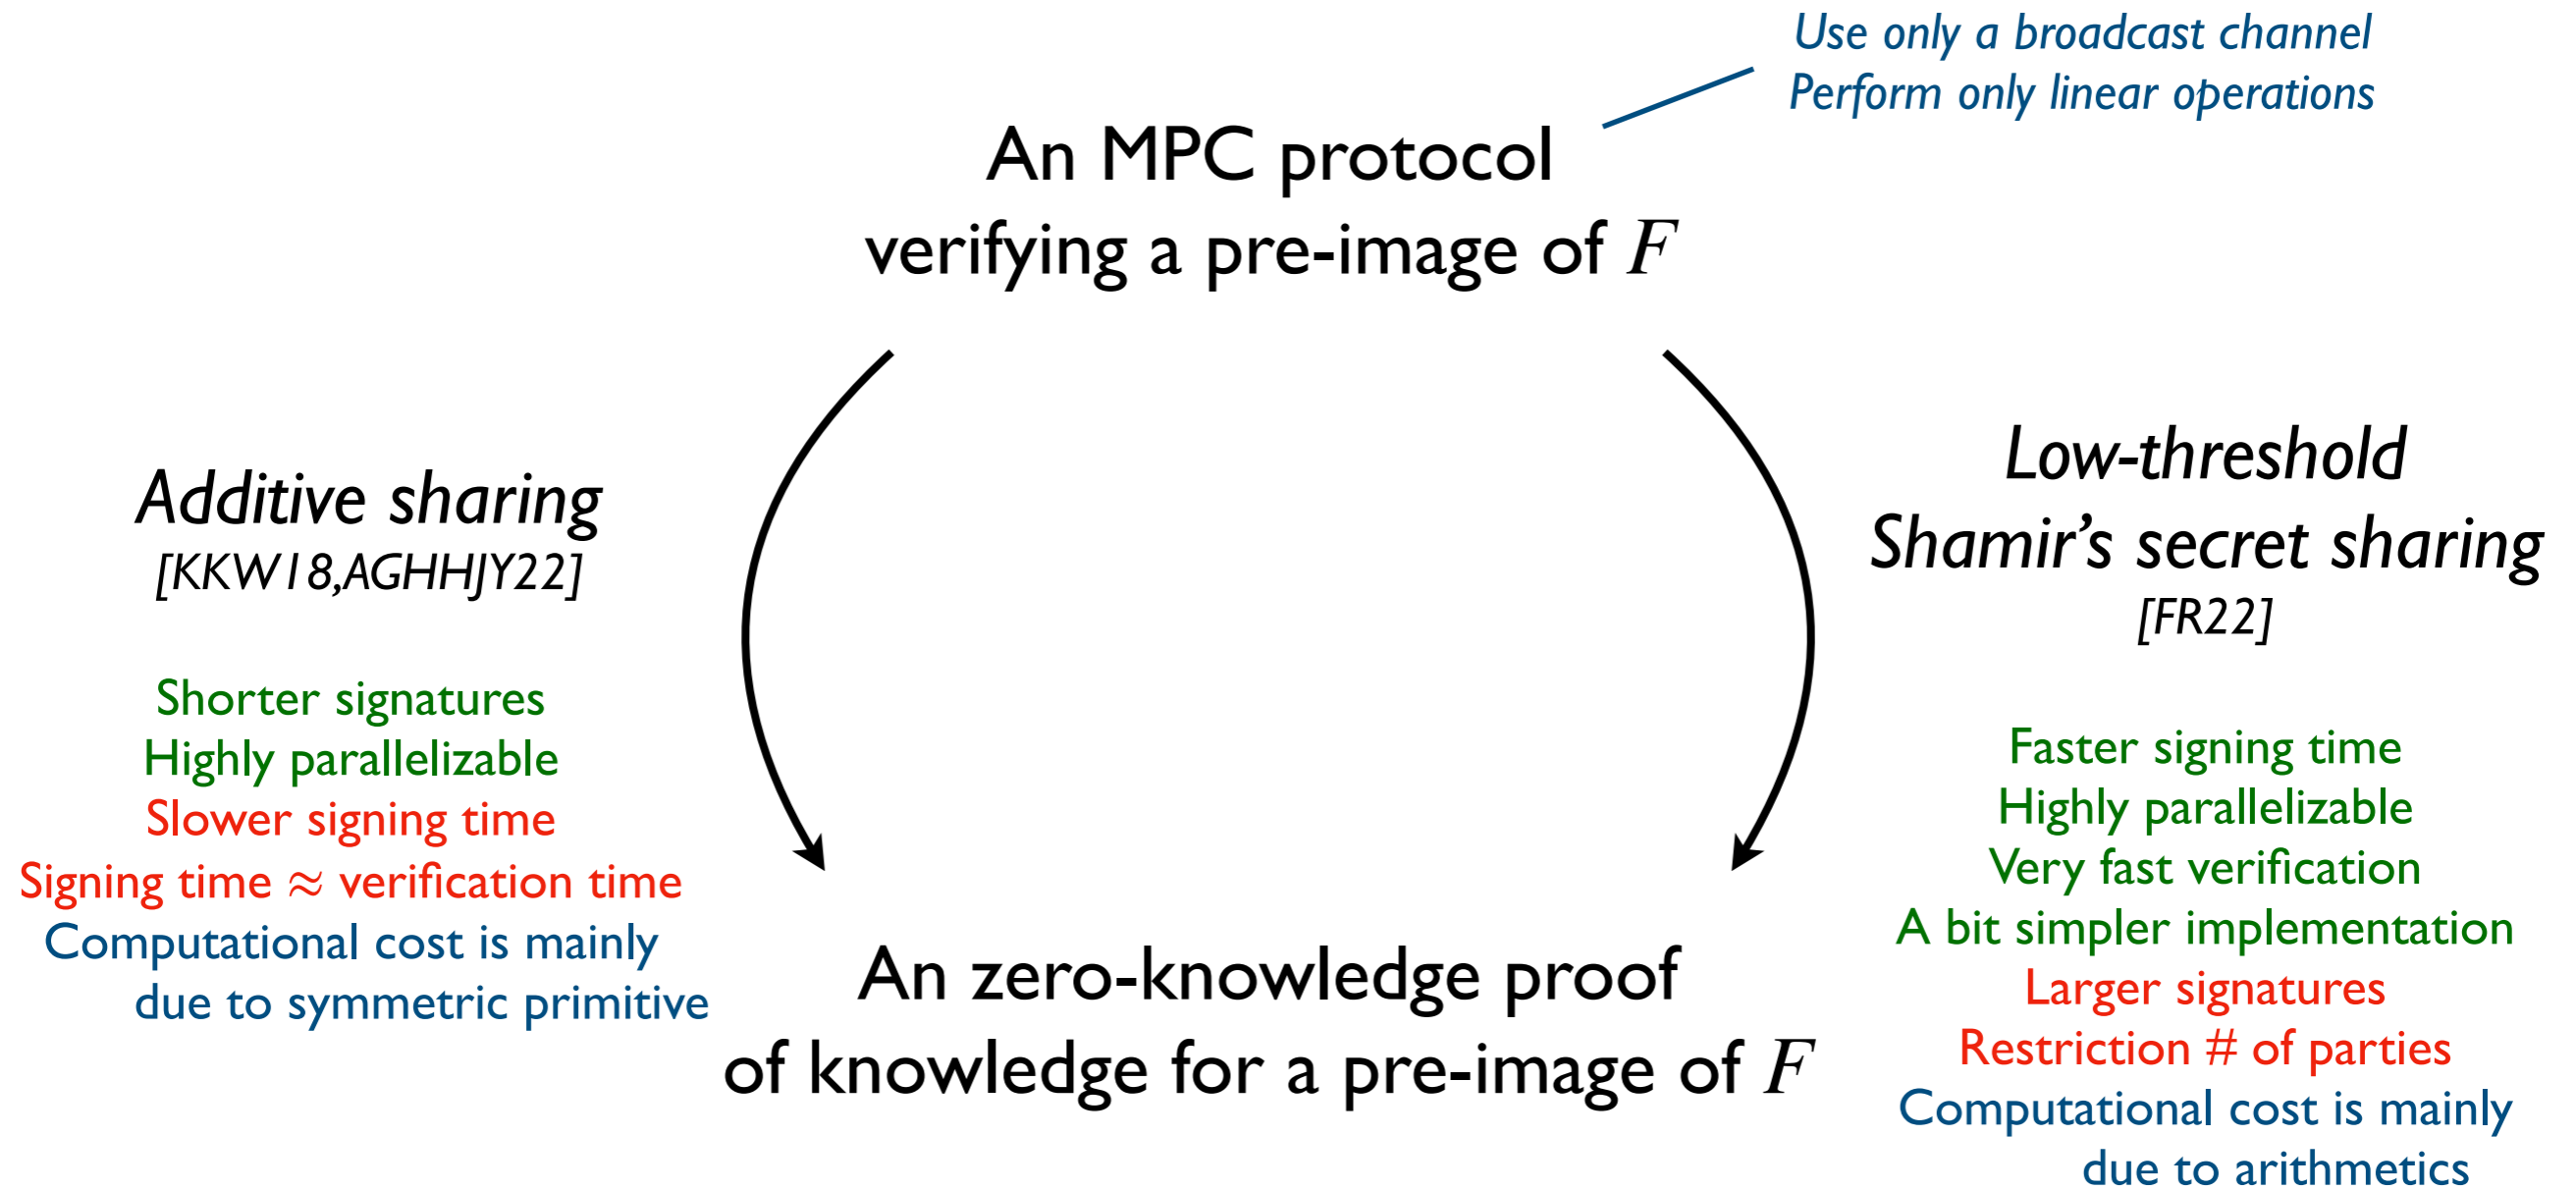 Use only a broadcast channel
Perform only linear operations
An MPC protocol
verifying a pre-image of F
Additive sharing
[KKW18,AGHHJY22]
Shorter signatures
Highly parallelizable
Slower signing time
Signing time ≈ verification time
Computational cost is mainly
due to symmetric primitive
Low-threshold
Shamir’s secret sharing
[FR22]
Faster signing time
Highly parallelizable
Very fast verification
A bit simpler implementation
Larger signatures
Restriction # of parties
Computational cost is mainly
due to arithmetics
An zero-knowledge proof
of knowledge for a pre-image of F